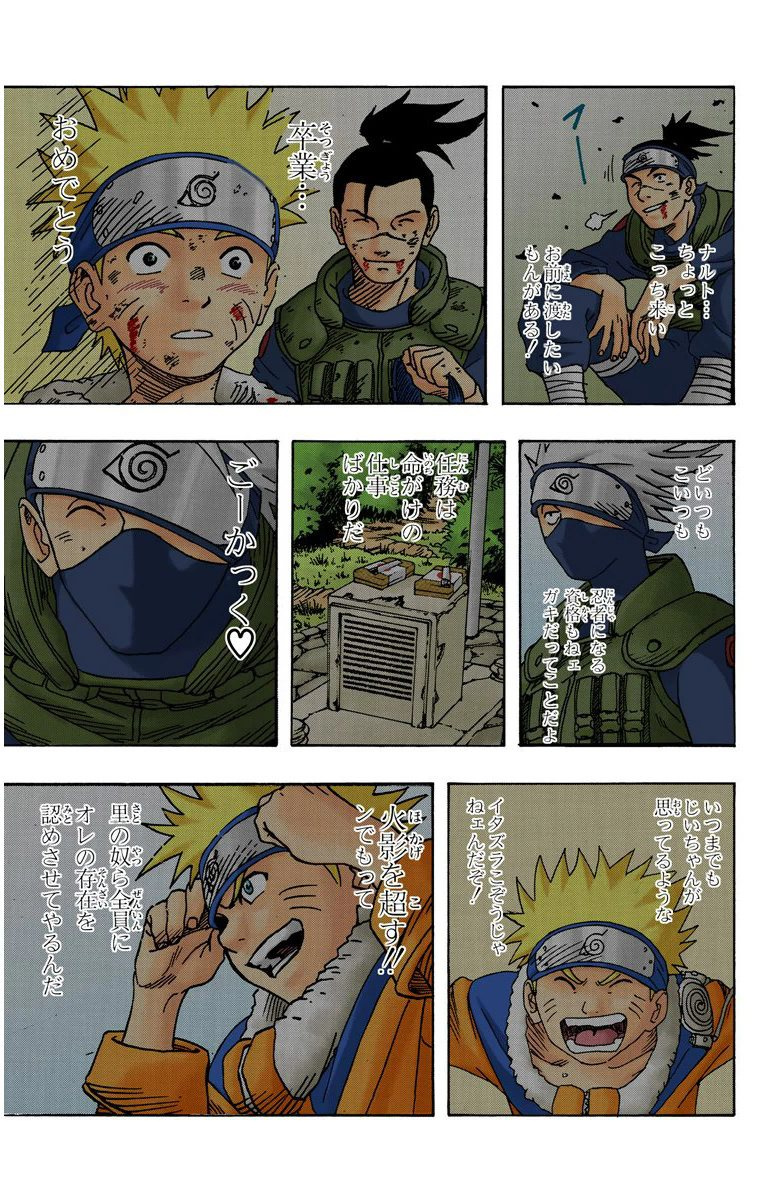 ナルト…
ちょっと
こっち来い
お前に渡したい
もんがある!
卒業…
おめでとう
どいつも
こいつも
忍者になる
資格もねェ
ガキだってことだよ
任務は
命がけの
仕事
ばかりだ
ごーかっく♡
いつまでも
じいちゃんが
思ってるような
イタズラこぞうじゃ
ねェんだぞ!
火影を超す!!
ンでもって
里の奴ら全員に
オレの存在を
認めさせてやるんだ